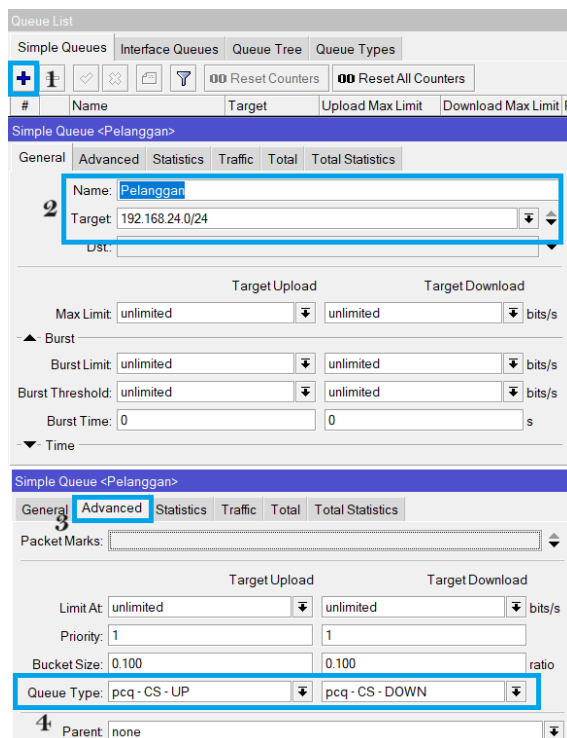 Queue List
Simple Queues Interface Queues Queue Tree Queue Types
1 00 Reset Counters 00 Reset All Counters
# Name Target Upload Max Limit Download Max Limit
Simple Queue <Pelanggan>
General Advanced Statistics Traffic Total Total Statistics
Name: Pelanggan
2
Target: 192.168.24.0/24
Dst.:
Target Upload Target Download
Max Limit: unlimited unlimited bits/s
Burst
Burst Limit: unlimited unlimited bits/s
Burst Threshold: unlimited unlimited bits/s
Burst Time: 0 0 s
Time
Simple Queue <Pelanggan>
General Advanced Statistics Traffic Total Total Statistics
3
Packet Marks:
Target Upload Target Download
Limit At: unlimited unlimited bits/s
Priority: 1 1
Bucket Size: 0.100 0.100 ratio
Queue Type: pcq - CS - UP pcq - CS - DOWN
4
Parent: none